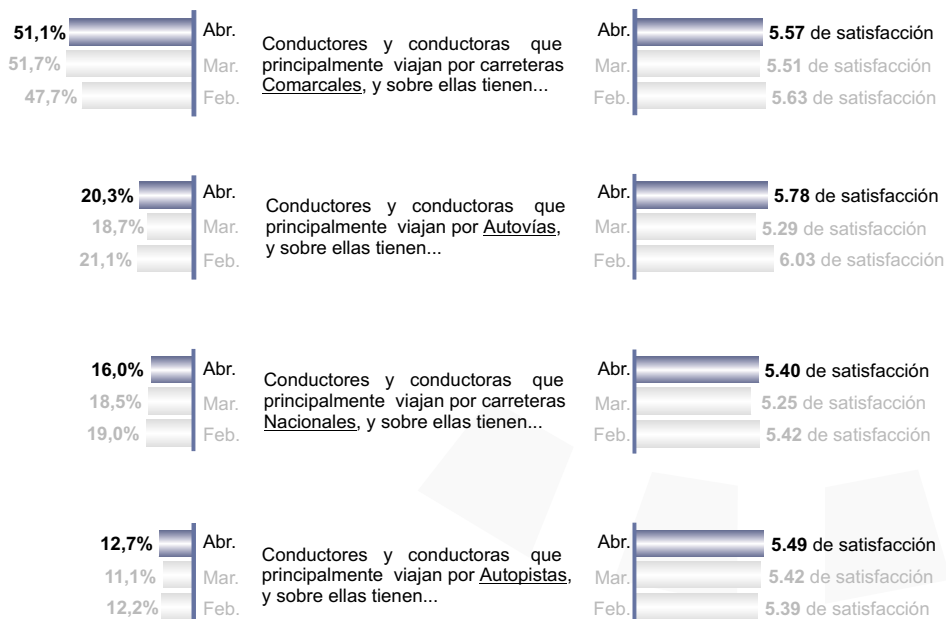 51,1% Abr.
51,7% Mar.
47,7% Feb.
Conductores y conductoras que
principalmente viajan por carreteras
Comarcales, y sobre ellas tienen...
Abr. 5.57 de satisfacción
Mar. 5.51 de satisfacción
Feb. 5.63 de satisfacción
20,3% Abr.
18,7% Mar.
21,1% Feb.
Conductores y conductoras que
principalmente viajan por Autovías,
y sobre ellas tienen...
Abr. 5.78 de satisfacción
Mar. 5.29 de satisfacción
Feb. 6.03 de satisfacción
16,0% Abr.
18,5% Mar.
19,0% Feb.
Conductores y conductoras que
principalmente viajan por carreteras
Nacionales, y sobre ellas tienen...
Abr. 5.40 de satisfacción
Mar. 5.25 de satisfacción
Feb. 5.42 de satisfacción
12,7% Abr.
11,1% Mar.
12,2% Feb.
Conductores y conductoras que
principalmente viajan por Autopistas,
y sobre ellas tienen...
Abr. 5.49 de satisfacción
Mar. 5.42 de satisfacción
Feb. 5.39 de satisfacción